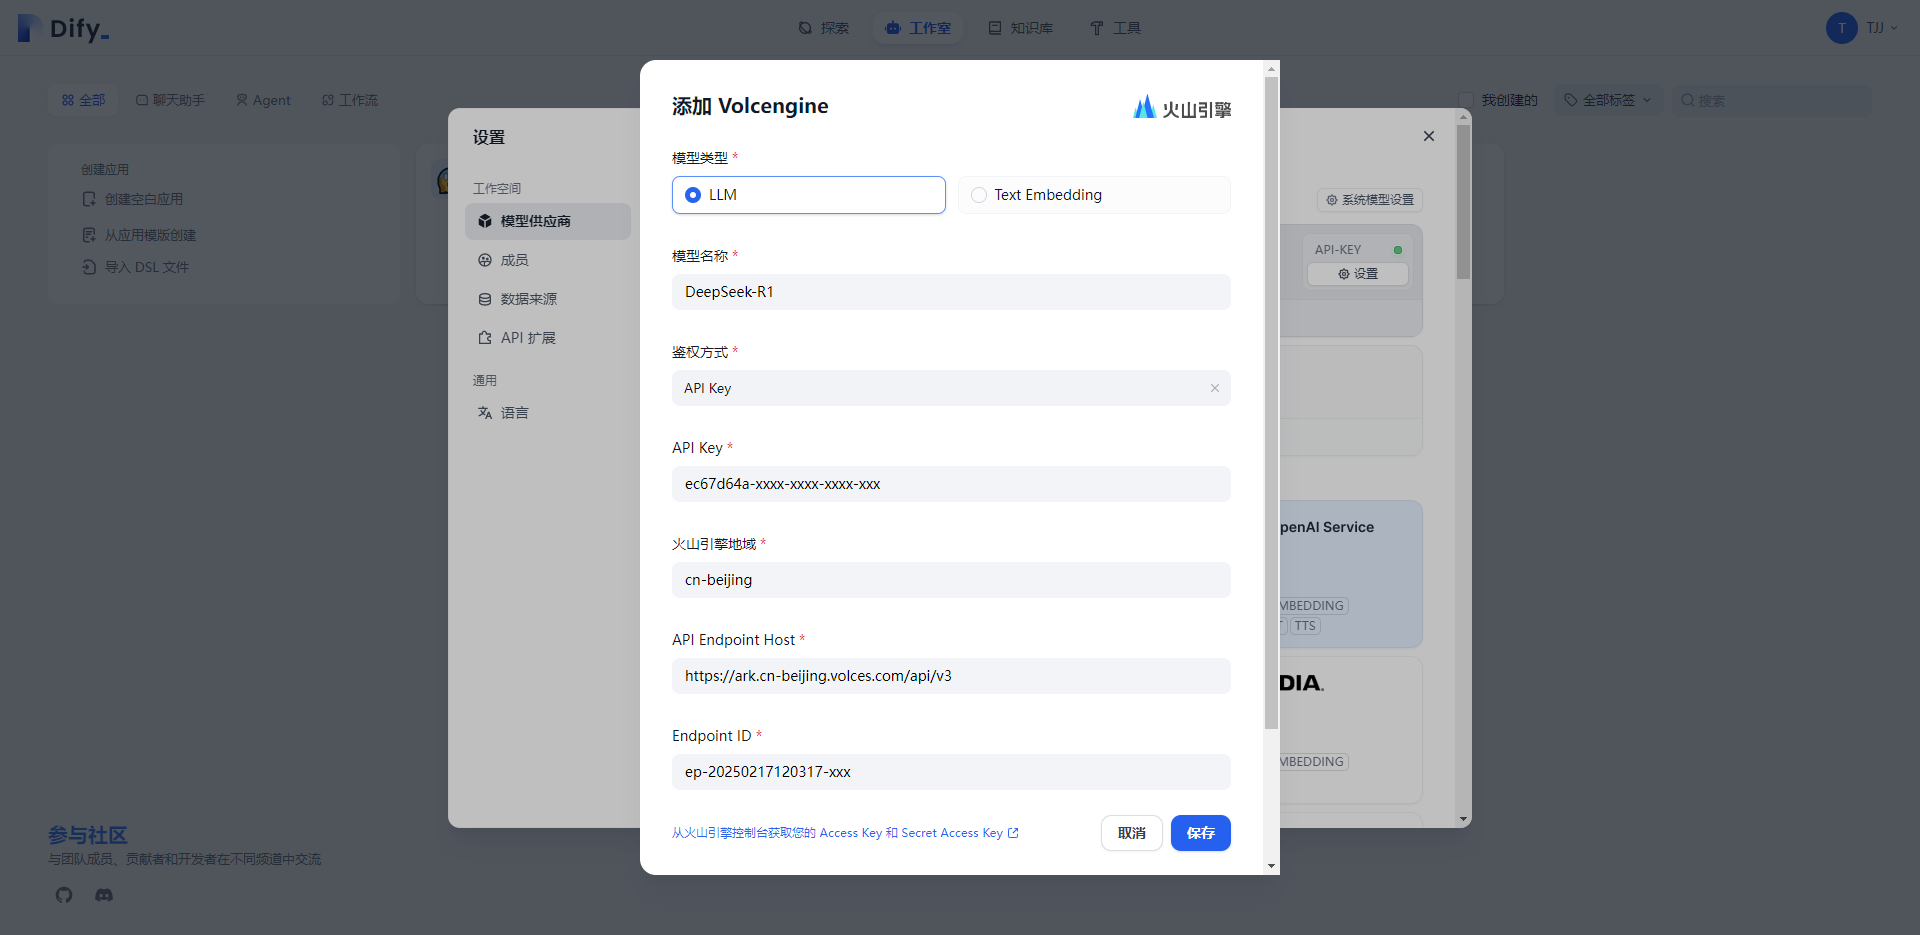 Dify_
探索
工作室
知识库
工具
T
TJJ
全部
聊天助手
Agent
工作流
我创建的
全部标签
搜索
创建应用
创建空白应用
从应用模版创建
导入 DSL 文件
设置
工作空间
模型供应商
成员
数据来源
API 扩展
通用
语言
系统模型设置
API-KEY
设置
penAI Service
MBEDDING
TTS
DIA.
MBEDDING
添加 Volcengine
火山引擎
模型类型 *
LLM
Text Embedding
模型名称 *
DeepSeek-R1
鉴权方式 *
API Key
API Key *
ec67d64a-xxxx-xxxx-xxxx-xxx
火山引擎地域 *
cn-beijing
API Endpoint Host *
https://ark.cn-beijing.volces.com/api/v3
Endpoint ID *
ep-20250217120317-xxx
从火山引擎控制台获取您的 Access Key 和 Secret Access Key
取消
保存
参与社区
与团队成员、贡献者和开发者在不同频道中交流